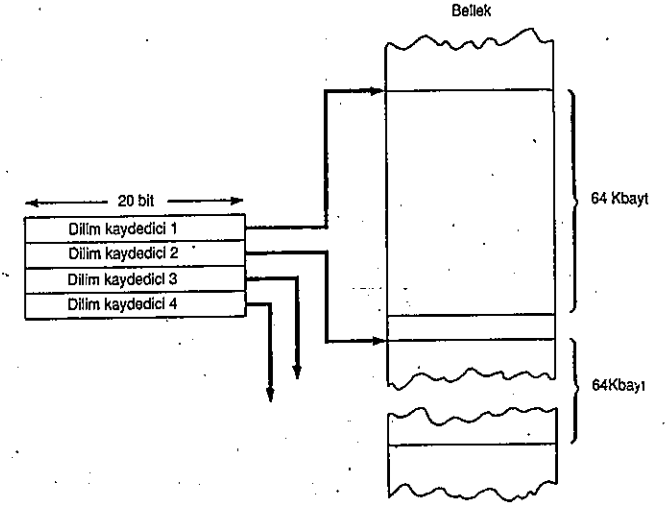 Bellek
20 bit
Dilim kaydedici 1
Dilim kaydedici 2
Dilim kaydedici 3
Dilim kaydedici 4
64 Kbayt
64Kbayt